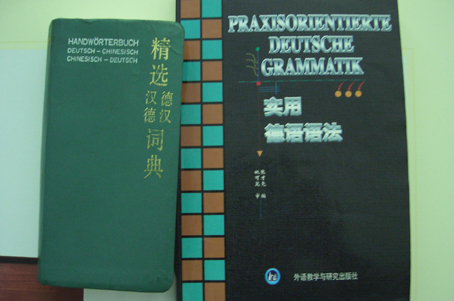 HANDWÖRTERBUCH
DEUTSCH - CHINESISCH
CHINESISCH - DEUTSCH
精选
德汉
汉德
词典
PRAXISORIENTIERTE
DEUTSCHE
GRAMMATIK
实用
德语语法
外语教学与研究出版社